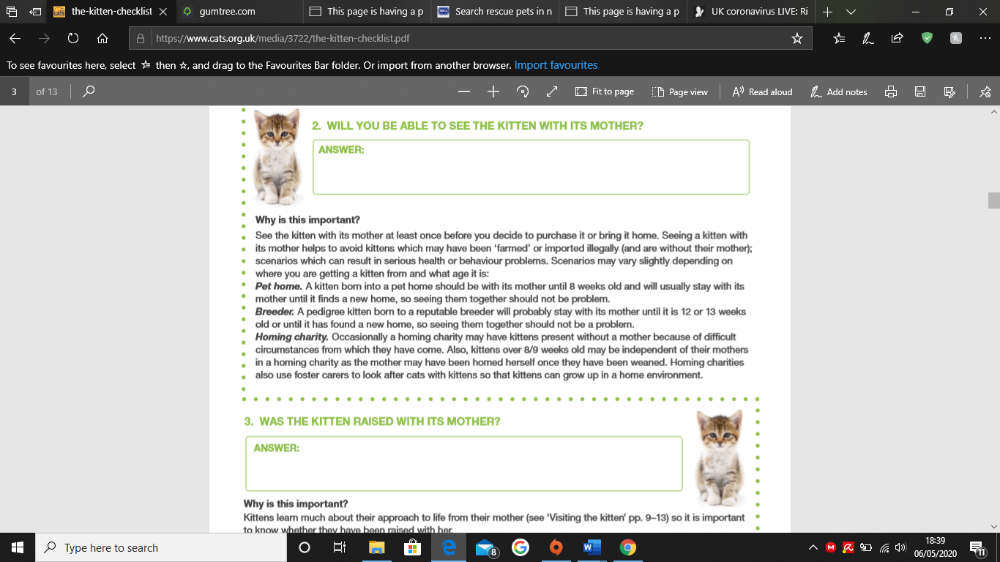 the-kitten-checklist
gumtree.com
This page is having a p
Search rescue pets in n
This page is having a p
UK coronavirus LIVE: Ri
https://www.cats.org.uk/media/3722/the-kitten-checklist.pdf
To see favourites here, select then , and drag to the Favourites Bar folder. Or import from another browser. Import favourites
3 of 13 Fit to page Page view Read aloud Add notes
2. WILL YOU BE ABLE TO SEE THE KITTEN WITH ITS MOTHER?
ANSWER:
Why is this important?
See the kitten with its mother at least once before you decide to purchase it or bring it home. Seeing a kitten with
its mother helps to avoid kittens which may have been ‘farmed’ or imported illegally (and are without their mother);
scenarios which can result in serious health or behaviour problems. Scenarios may vary slightly depending on
where you are getting a kitten from and what age it is:
Pet home. A kitten born into a pet home should be with its mother until 8 weeks old and will usually stay with its
mother until it finds a new home, so seeing them together should not be problem.
Breeder. A pedigree kitten born to a reputable breeder will probably stay with its mother until it is 12 or 13 weeks
old or until it has found a new home, so seeing them together should not be a problem.
Homing charity. Occasionally a homing charity may have kittens present without a mother because of difficult
circumstances from which they have come. Also, kittens over 8/9 weeks old may be independent of their mothers
in a homing charity as the mother may have been homed herself once they have been weaned. Homing charities
also use foster carers to look after cats with kittens so that kittens can grow up in a home environment.
3. WAS THE KITTEN RAISED WITH ITS MOTHER?
ANSWER:
Why is this important?
Kittens learn much about their approach to life from their mother (see ‘Visiting the kitten’ pp. 9–13) so it is important
to know whether they have been raised with her.
Type here to search
8
18:39
06/05/2020
11